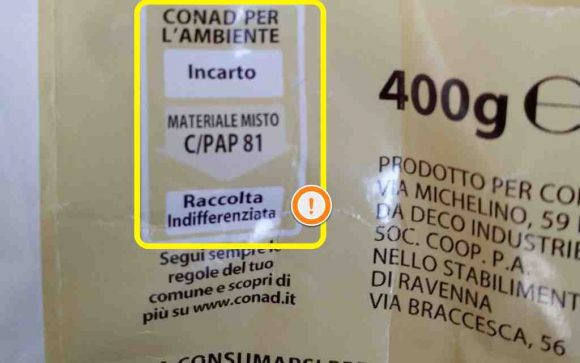 CONAD PER
L'AMBIENTE
Incarto
MATERIALE MISTO
C/PAP 81
Raccolta
Indifferenziata
Segui sempre le
regole del tuo
comune e scopri di
più su www.conad.it
400g ℮
PRODOTTO PER
VIA MICHELINO, 59
DA DECO INDUSTRIE
SOC. COOP. P.A.
NELLO STABILIMENT
DI RAVENNA
VIA BRACCESCA, 56
CONSUMARSI